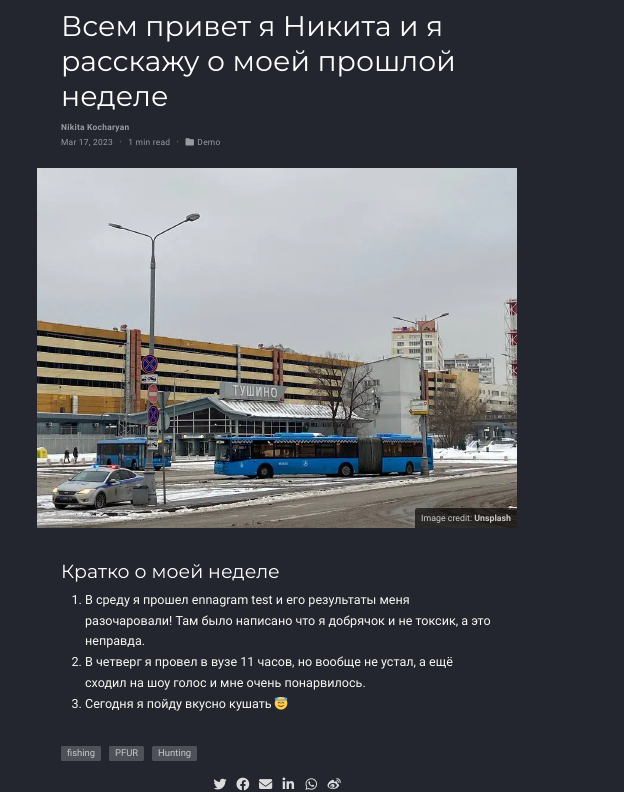 Всем привет я Никита и я
расскажу о моей прошлой
неделе
Nikita Kocharyan
Mar 17, 2023 · 1 min read · Demo
ТУШИНО
Image credit: Unsplash
Кратко о моей неделе
1. В среду я прошел ennagram test и его результаты меня
разочаровали! Там было написано что я добрячок и не токсик, а это
неправда.
2. В четверг я провел в вузе 11 часов, но вообще не устал, а ещё
сходил на шоу голос и мне очень понарвилось.
3. Сегодня я пойду вкусно кушать 😇
fishing PFUR Hunting